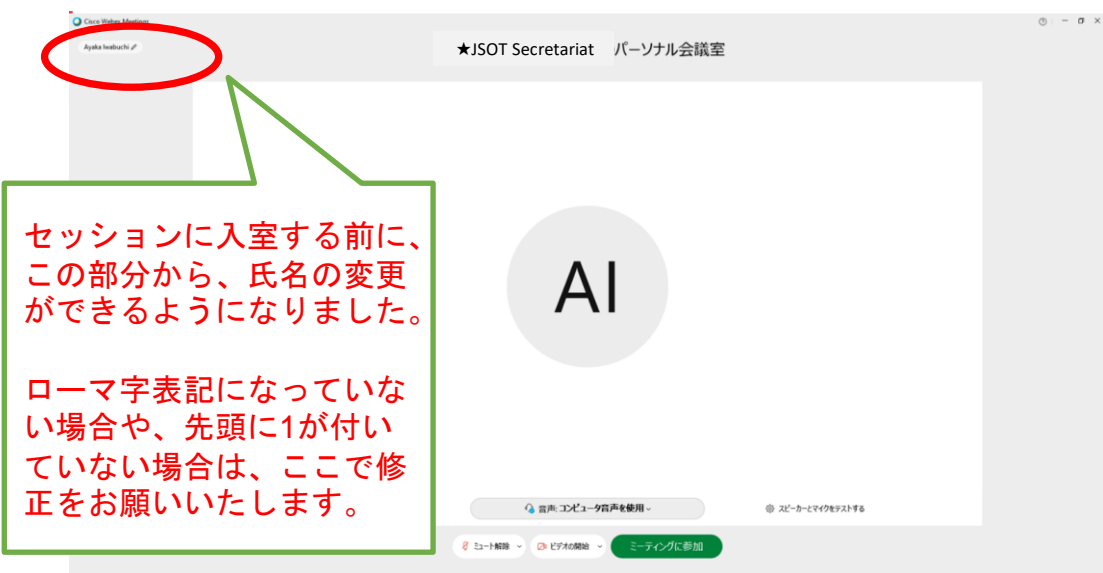 Cisco Webex Meetings
Ayaka Iwabuchi
★JSOT Secretariat のパーソナル会議室
セッションに入室する前に、
この部分から、氏名の変更
ができるようになりました。
ローマ字表記になっていな
い場合や、先頭に1が付い
ていない場合は、ここで修
正をお願いいたします。
AI
音声: コンピュータ音声を使用
スピーカーとマイクをテストする
ミュート解除
ビデオの開始
ミーティングに参加